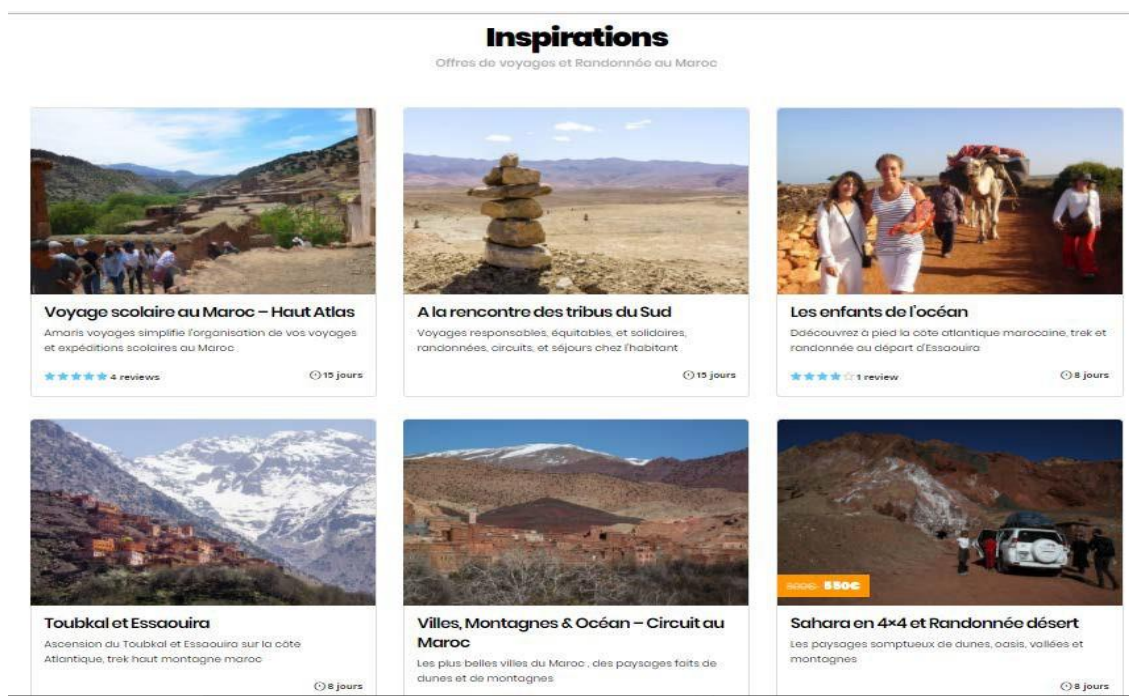 Inspirations
Offres de voyages et Randonnée au Maroc
Voyage scolaire au Maroc – Haut Atlas
Amaris voyages simplifie l'organisation de vos voyages
et expéditions scolaires au Maroc .
4 reviews
15 jours
A la rencontre des tribus du Sud
Voyages responsables, équitables, et solidaires,
randonnées, circuits, et séjours chez l'habitant
15 jours
Les enfants de l'océan
Ddécouvrez à pied la côte atlantique marocaine, trek et
randonnée au départ d'Essaouira
1 review
8 jours
Toubkal et Essaouira
Ascension du Toubkal et Essaouira sur la côte
Atlantique, trek haut montagne maroc
8 jours
Villes, Montagnes & Océan – Circuit au
Maroc
Les plus belles villes du Maroc , des paysages faits de
dunes et de montagnes
550€
Sahara en 4×4 et Randonnée désert
Les paysages somptueux de dunes, oasis, vallées et
montagnes
8 jours